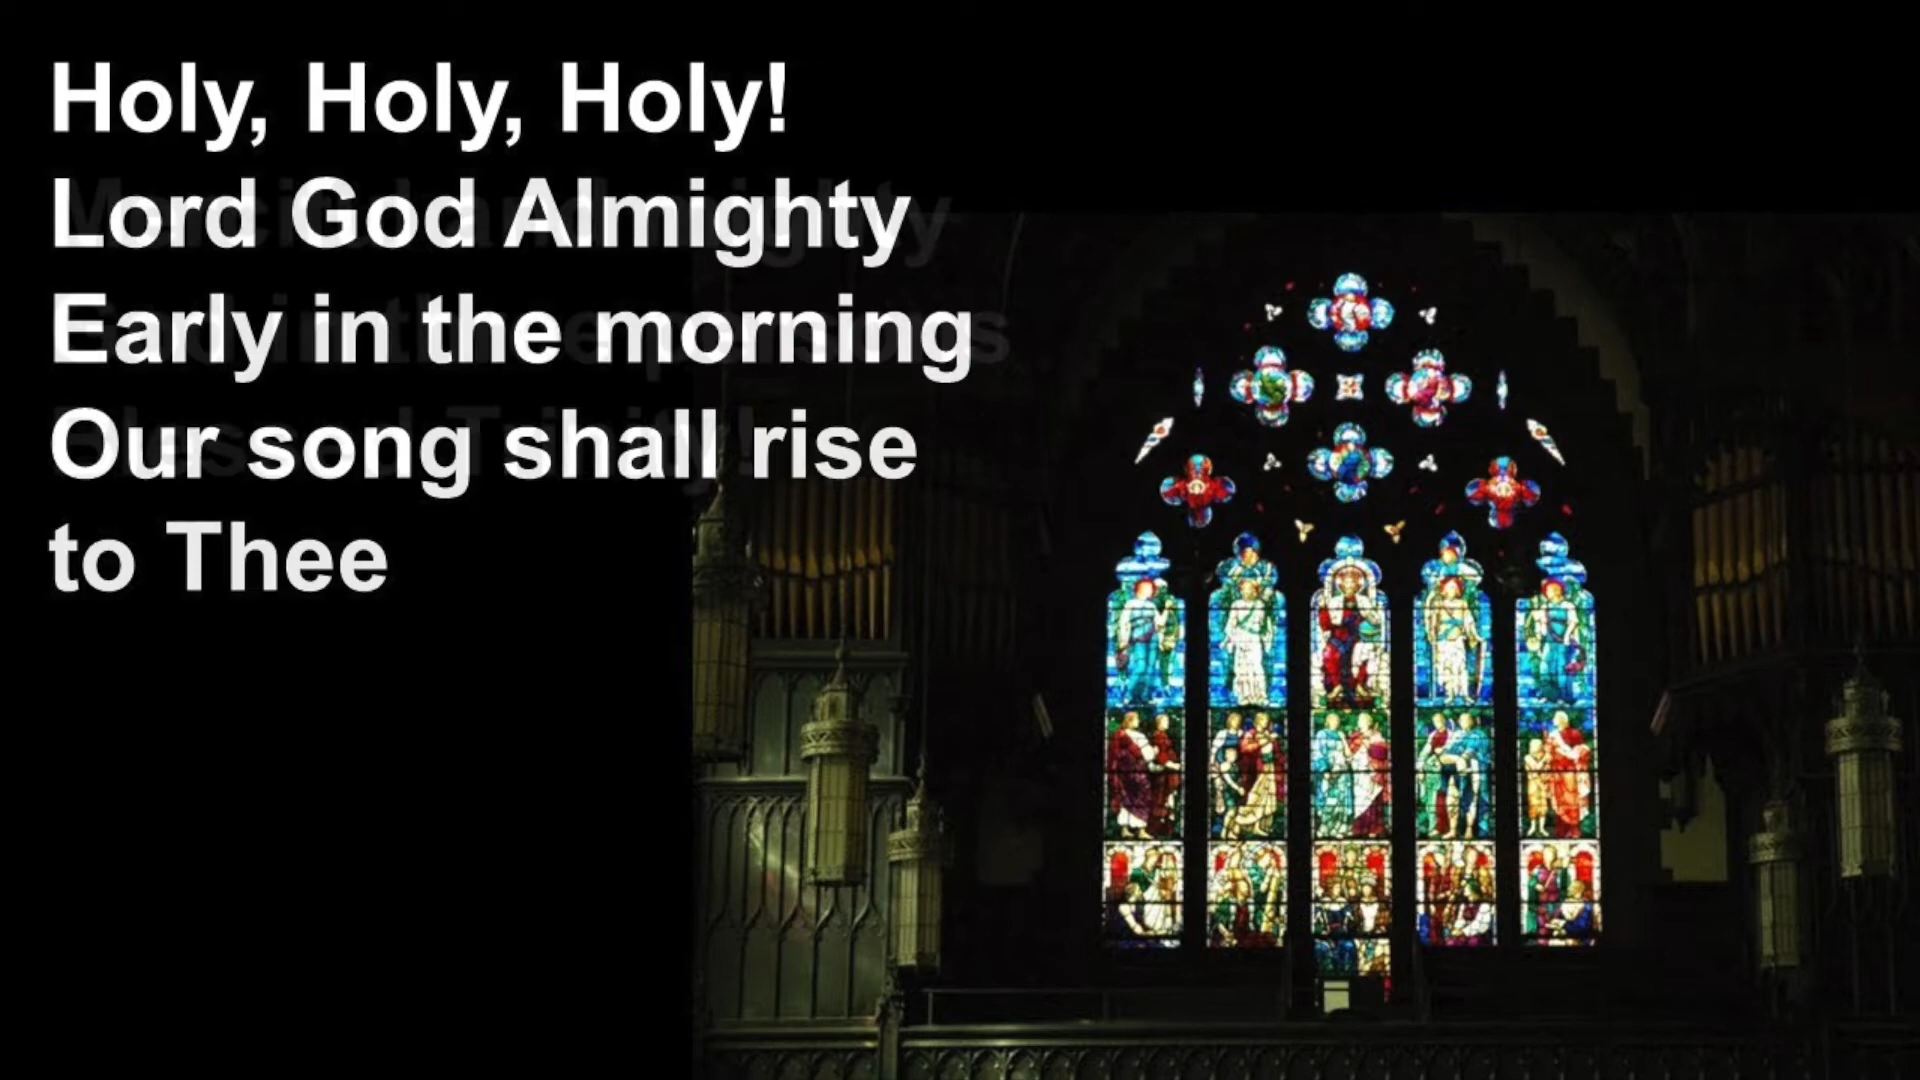 Holy, Holy, Holy!
Lord God Almighty
Early in the morning
Our song shall rise
to Thee